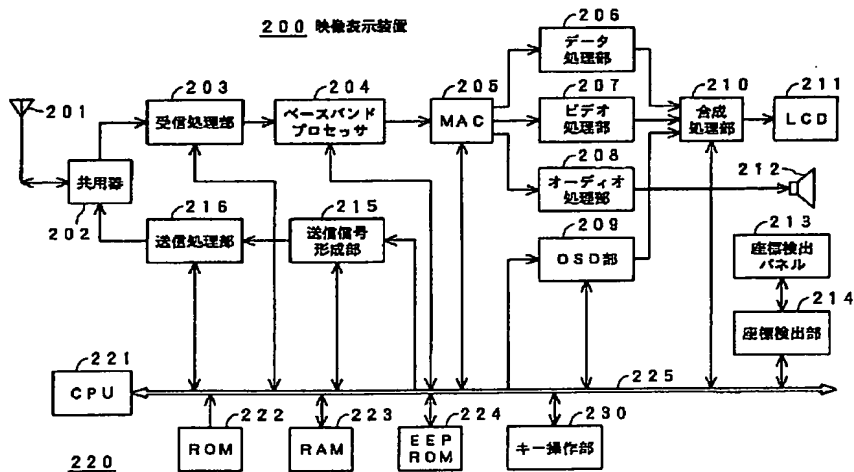 200 映像表示装置
206
データ
処理部
203
受信処理部
204
ベースバンド
プロセッサ
205
MAC
207
ビデオ
処理部
210
合成
処理部
211
LCD
201
共用器
202
208
オーディオ
処理部
212
216
送信処理部
215
送信信号
形成部
209
OSD部
213
座標検出
パネル
214
座標検出部
221
CPU
225
222
ROM
223
RAM
224
EEP
ROM
230
キー操作部
220